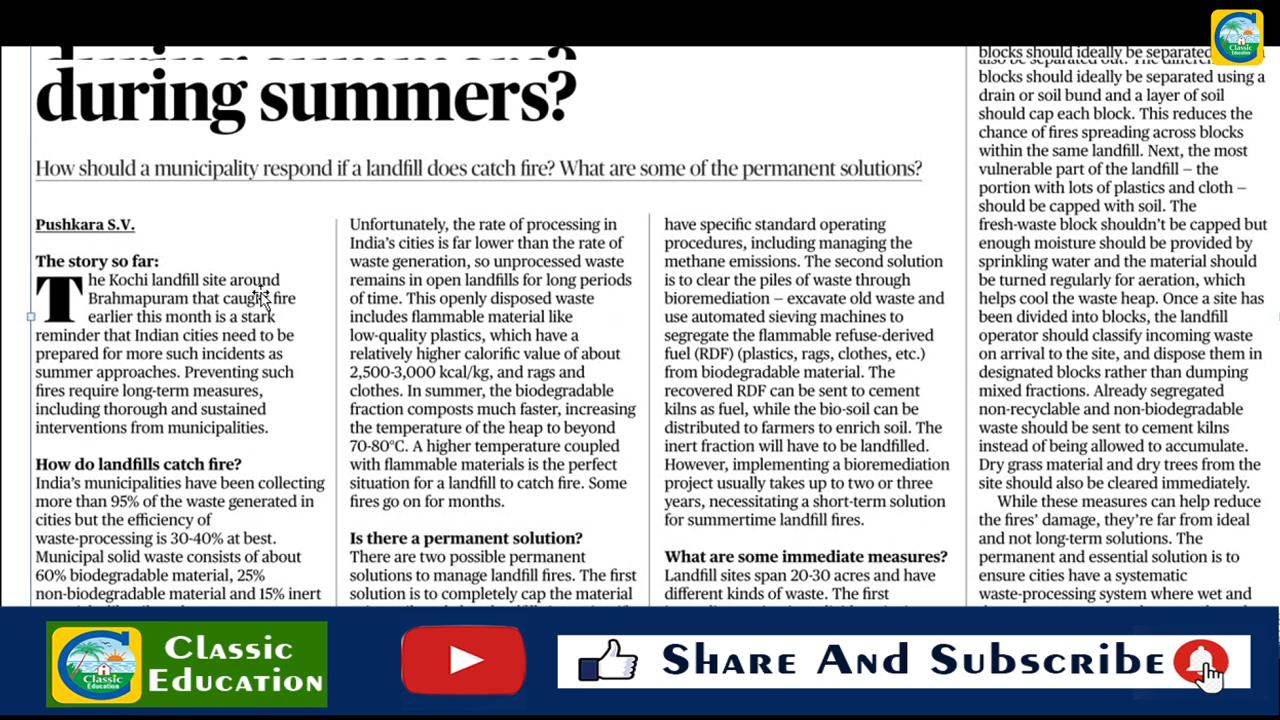 during summers?
How should a municipality respond if a landfill does catch fire? What are some of the permanent solutions?
Pushkara S.V.
The story so far:
The Kochi landfill site around
Brahmapuram that caught fire
earlier this month is a stark
reminder that Indian cities need to be
prepared for more such incidents as
summer approaches. Preventing such
fires require long-term measures,
including thorough and sustained
interventions from municipalities.
How do landfills catch fire?
India's municipalities have been collecting
more than 95% of the waste generated in
cities but the efficiency of
waste-processing is 30-40% at best.
Municipal solid waste consists of about
60% biodegradable material, 25%
non-biodegradable material and 15% inert
Unfortunately, the rate of processing in
India's cities is far lower than the rate of
waste generation, so unprocessed waste
remains in open landfills for long periods
of time. This openly disposed waste
includes flammable material like
low-quality plastics, which have a
relatively higher calorific value of about
2,500-3,000 kcal/kg, and rags and
clothes. In summer, the biodegradable
fraction composts much faster, increasing
the temperature of the heap to beyond
70-80°C. A higher temperature coupled
with flammable materials is the perfect
situation for a landfill to catch fire. Some
fires go on for months.
Is there a permanent solution?
There are two possible permanent
solutions to manage landfill fires. The first
solution is to completely cap the material
have specific standard operating
procedures, including managing the
methane emissions. The second solution
is to clear the piles of waste through
bioremediation – excavate old waste and
use automated sieving machines to
segregate the flammable refuse-derived
fuel (RDF) (plastics, rags, clothes, etc.)
from biodegradable material. The
recovered RDF can be sent to cement
kilns as fuel, while the bio-soil can be
distributed to farmers to enrich soil. The
inert fraction will have to be landfilled.
However, implementing a bioremediation
project usually takes up to two or three
years, necessitating a short-term solution
for summertime landfill fires.
What are some immediate measures?
Landfill sites span 20-30 acres and have
different kinds of waste. The first
blocks should ideally be separated
blocks should ideally be separated using a
drain or soil bund and a layer of soil
should cap each block. This reduces the
chance of fires spreading across blocks
within the same landfill. Next, the most
vulnerable part of the landfill – the
portion with lots of plastics and cloth –
should be capped with soil. The
fresh-waste block shouldn't be capped but
enough moisture should be provided by
sprinkling water and the material should
be turned regularly for aeration, which
helps cool the waste heap. Once a site has
been divided into blocks, the landfill
operator should classify incoming waste
on arrival to the site, and dispose them in
designated blocks rather than dumping
mixed fractions. Already segregated
non-recyclable and non-biodegradable
waste should be sent to cement kilns
instead of being allowed to accumulate.
Dry grass material and dry trees from the
site should also be cleared immediately.
While these measures can help reduce
the fires' damage, they're far from ideal
and not long-term solutions. The
permanent and essential solution is to
ensure cities have a systematic
waste-processing system where wet and
Classic
Education
Classic
Education
Classic
Education
Share And Subscribe